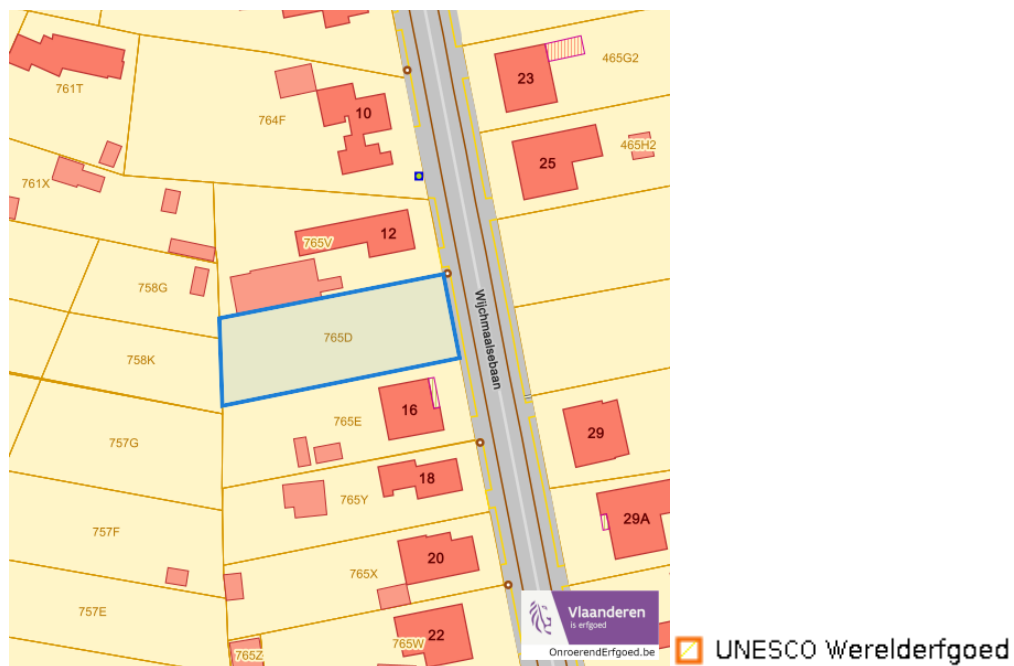 23
465G2
761T
10
764F
25
465H2
761X
12
765V
758G
Wijchmaalsebaan
765D
758K
16
765E
29
757G
18
765Y
29A
757F
20
765X
757E
22
765W
765Z
Vlaanderen
is erfgoed
OnroerendErfgoed.be
UNESCO Werelderfgoed